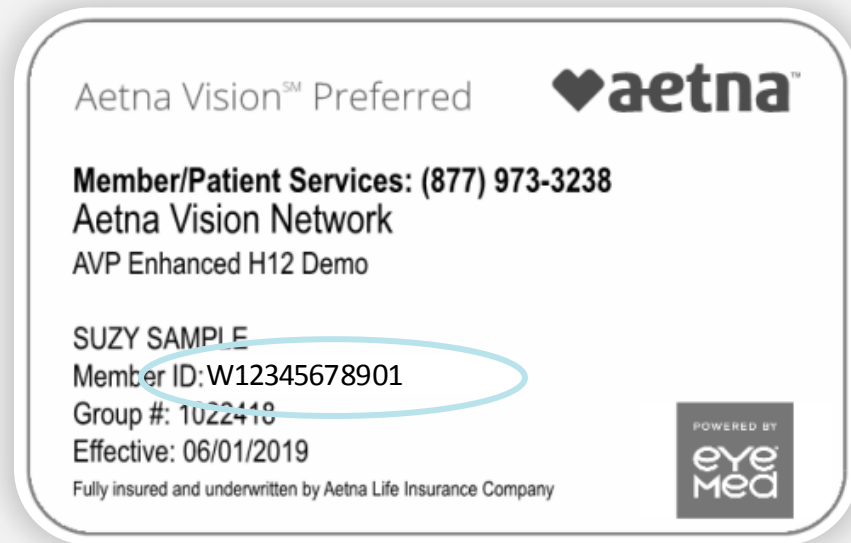 Aetna Vision℠ Preferred
aetna™
Member/Patient Services: (877) 973-3238
Aetna Vision Network
AVP Enhanced H12 Demo
SUZY SAMPLE
Member ID: W12345678901
Group #: 1022418
Effective: 06/01/2019
Fully insured and underwritten by Aetna Life Insurance Company
POWERED BY
eye
Med